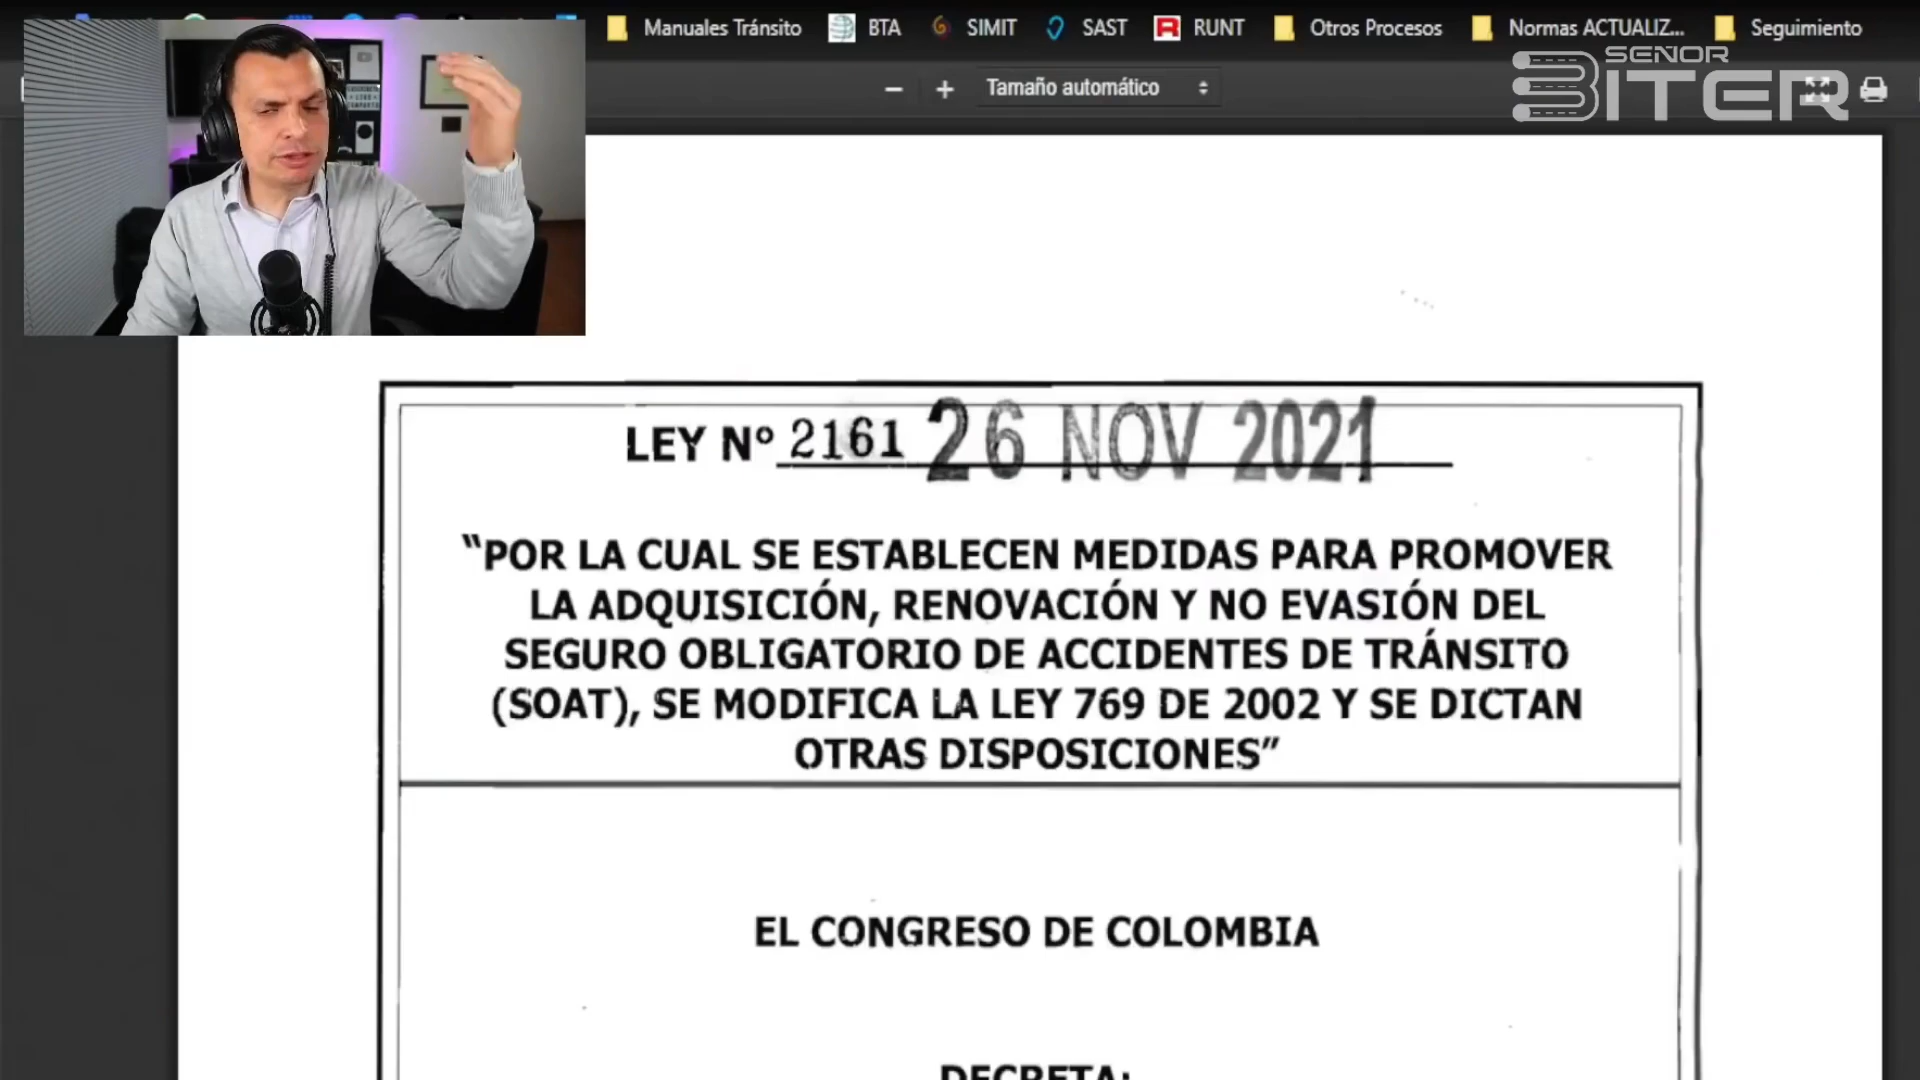 Manuales Tránsito BTA SIMIT SAST RUNT Otros Procesos Normas ACTUALIZ... Seguimiento
SEÑOR
BITER
Tamaño automático
LEY Nº 2161 26 NOV 2021
"POR LA CUAL SE ESTABLECEN MEDIDAS PARA PROMOVER
LA ADQUISICIÓN, RENOVACIÓN Y NO EVASIÓN DEL
SEGURO OBLIGATORIO DE ACCIDENTES DE TRÁNSITO
(SOAT), SE MODIFICA LA LEY 769 DE 2002 Y SE DICTAN
OTRAS DISPOSICIONES"
EL CONGRESO DE COLOMBIA
DECRETA: